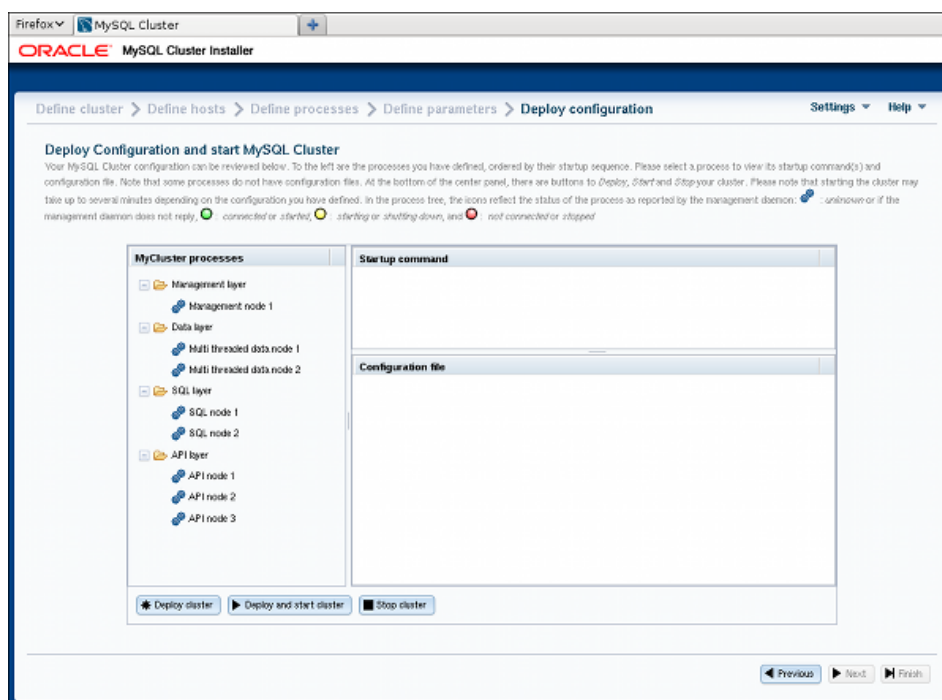 Firefox
MySQL Cluster
ORACLE MySQL Cluster Installer
Define cluster Define hosts Define processes Define parameters Deploy configuration Settings Help
Deploy Configuration and start MySQL Cluster
Your MySQL Cluster configuration can be reviewed below. To the left are the processes you have defined, ordered by their startup sequence. Please select a process to view its startup command(s) and
configuration file. Note that some processes do not have configuration files. At the bottom of the center panel, there are buttons to Deploy, Start and Stop your cluster. Please note that starting the cluster may
take up to several minutes depending on the configuration you have defined. In the process tree, the icons reflect the status of the process as reported by the management daemon: : unknown or if the
management daemon does not reply, : connected or started, : starting or shutting down, and : not connected or stopped
MyCluster processes
Management layer
Management node 1
Data layer
Multi threaded data node 1
Multi threaded data node 2
SQL layer
SQL node 1
SQL node 2
API layer
API node 1
API node 2
API node 3
Startup command
Configuration file
Deploy cluster Deploy and start cluster Stop cluster
Previous Next Finish